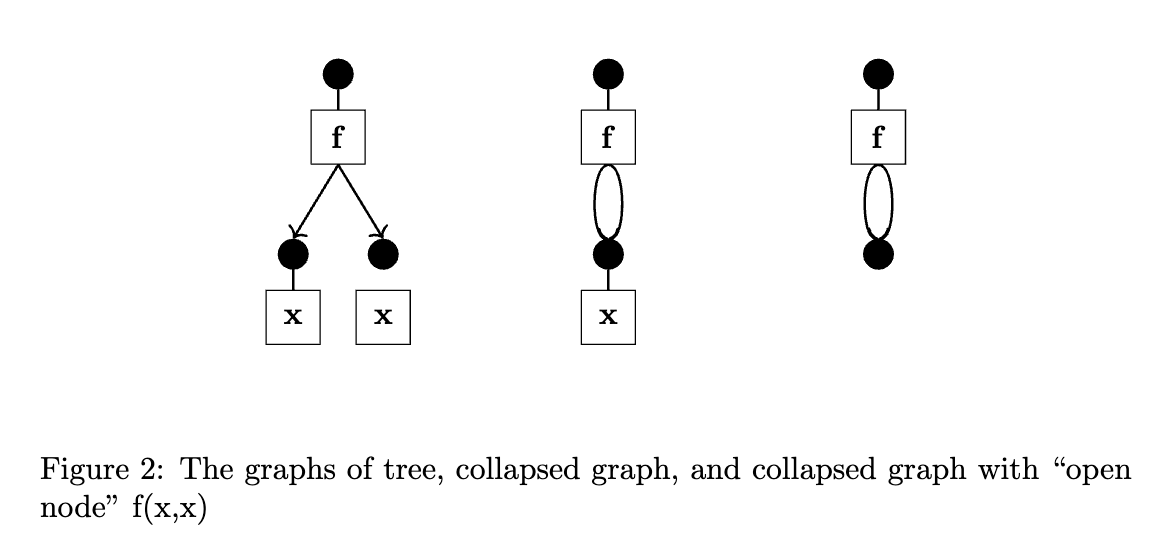 f f f
x x x
Figure 2: The graphs of tree, collapsed graph, and collapsed graph with “open
node” f(x,x)